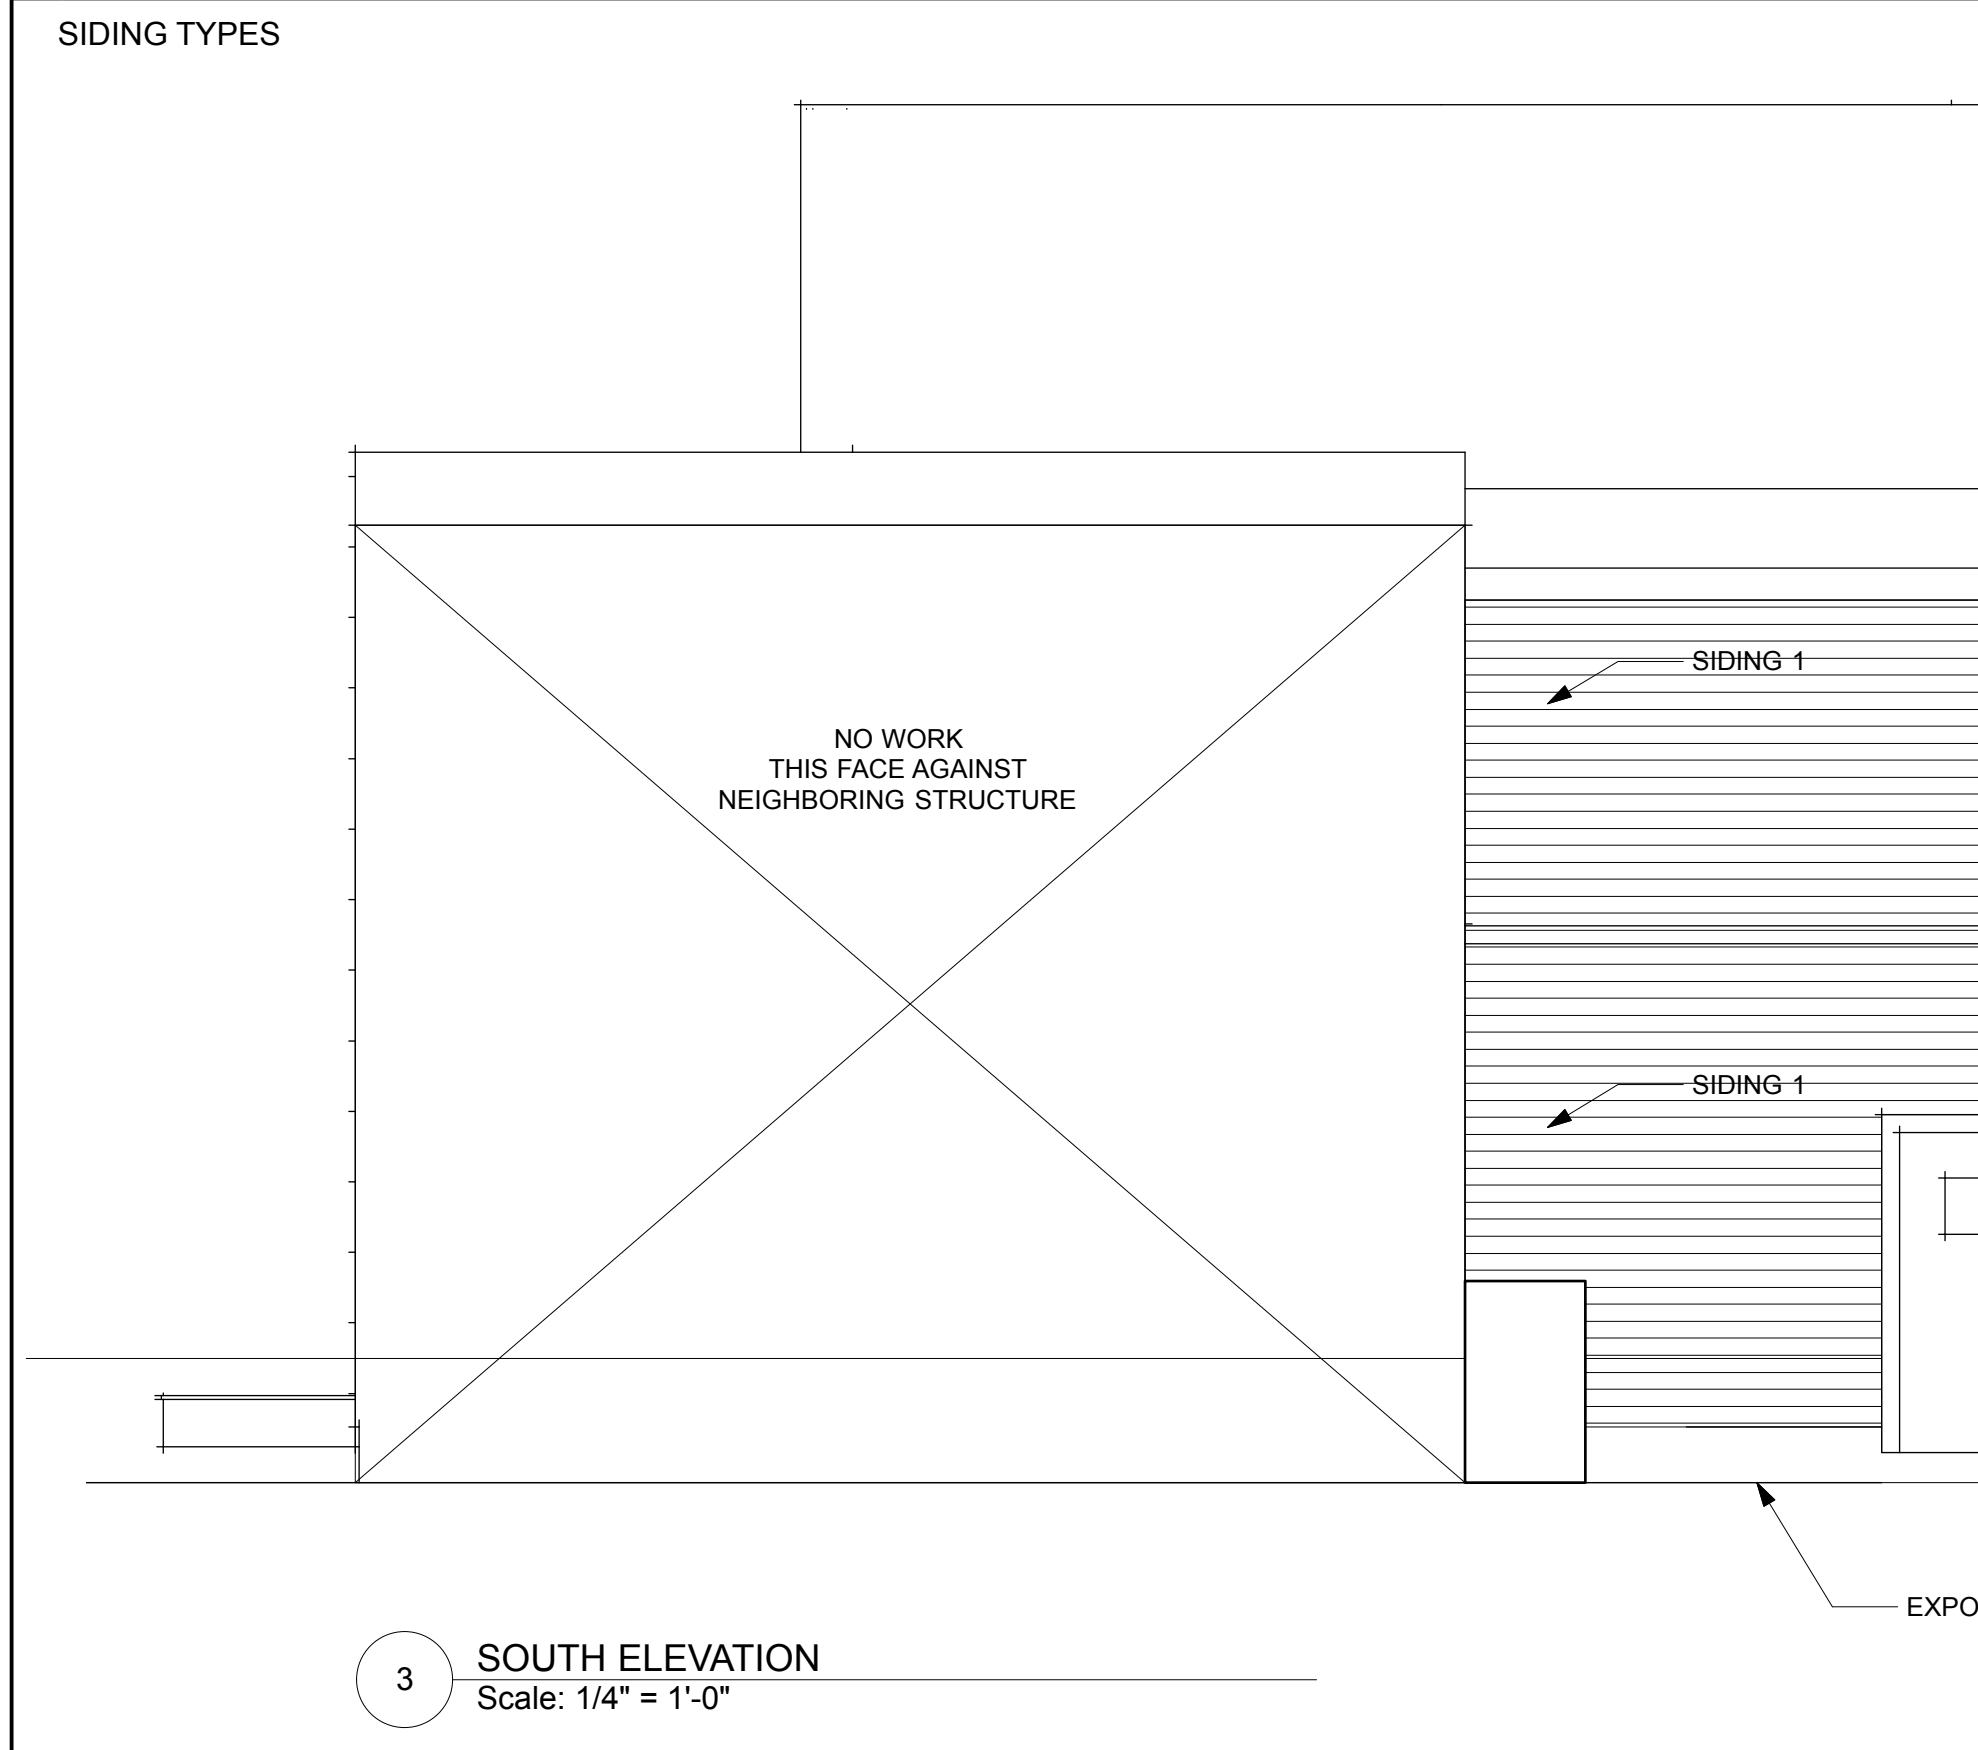 SIDING TYPES
SIDING 1
NO WORK
THIS FACE AGAINST
NEIGHBORING STRUCTURE
SIDING 1
EXPO
3
SOUTH ELEVATION
Scale: 1/4" = 1'-0"